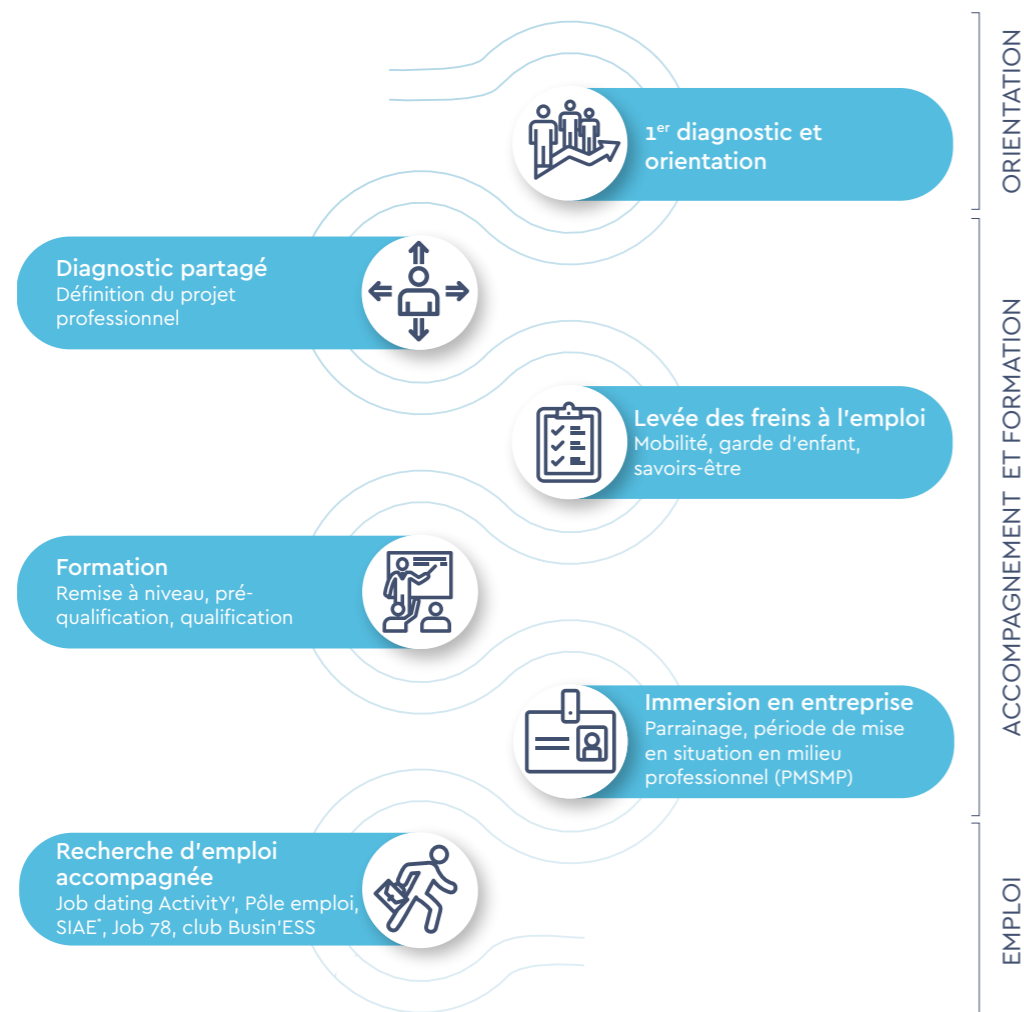 ORIENTATION
1er diagnostic et
orientation
ACCOMPAGNEMENT ET FORMATION
Diagnostic partagé
Définition du projet
professionnel
Levée des freins à l'emploi
Mobilité, garde d'enfant,
savoirs-être
Formation
Remise à niveau, pré-
qualification, qualification
Immersion en entreprise
Parrainage, période de mise
en situation en milieu
professionnel (PMSMP)
EMPLOI
Recherche d'emploi
accompagnée
Job dating ActivitY', Pôle emploi,
SIAE*, Job 78, club Busin'ESS